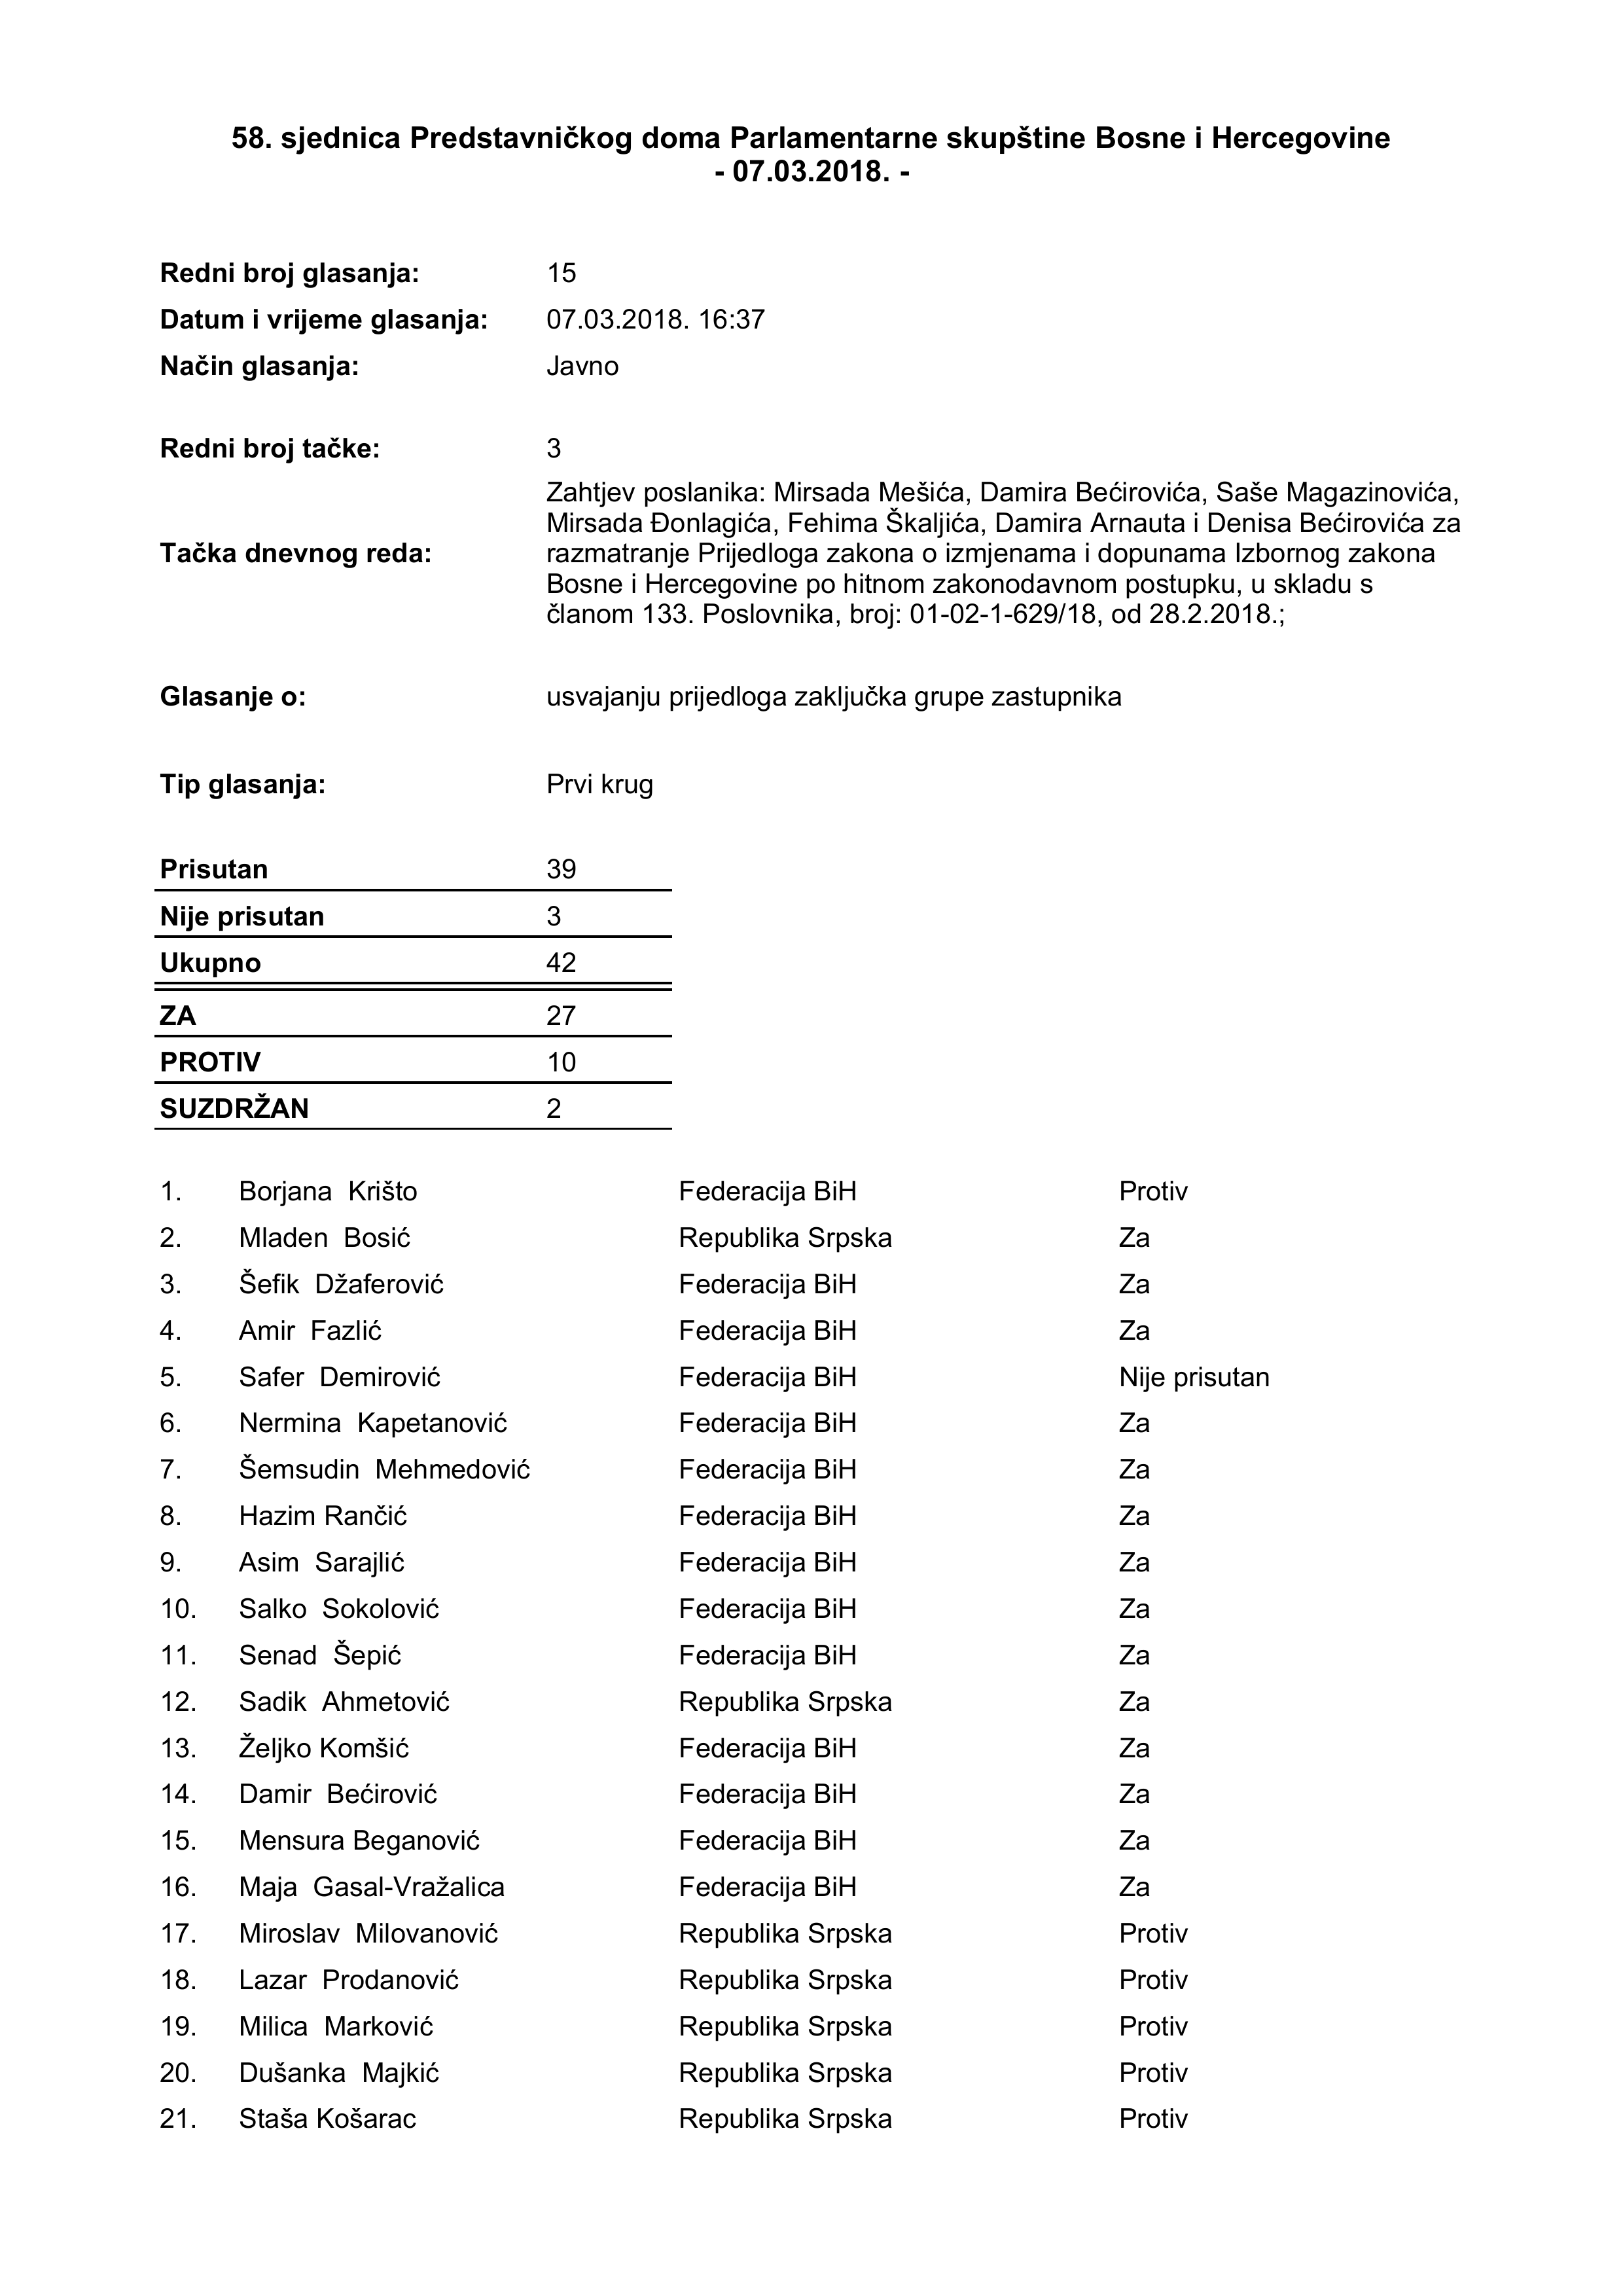 58. sjednica Predstavničkog doma Parlamentarne skupštine Bosne i Hercegovine
- 07.03.2018. -
Redni broj glasanja: 15
Datum i vrijeme glasanja: 07.03.2018. 16:37
Način glasanja: Javno
Redni broj tačke: 3
Tačka dnevnog reda: Zahtjev poslanika: Mirsada Mešića, Damira Bećirovića, Saše Magazinovića,
Mirsada Đonlagića, Fehima Škaljića, Damira Arnauta i Denisa Bećirovića za
razmatranje Prijedloga zakona o izmjenama i dopunama Izbornog zakona
Bosne i Hercegovine po hitnom zakonodavnom postupku, u skladu s
članom 133. Poslovnika, broj: 01-02-1-629/18, od 28.2.2018.;
Glasanje o: usvajanju prijedloga zaključka grupe zastupnika
Tip glasanja: Prvi krug
Prisutan 39
Nije prisutan 3
Ukupno 42
ZA 27
PROTIV 10
SUZDRŽAN 2
1. Borjana Krišto Federacija BiH Protiv
2. Mladen Bosić Republika Srpska Za
3. Šefik Džaferović Federacija BiH Za
4. Amir Fazlić Federacija BiH Za
5. Safer Demirović Federacija BiH Nije prisutan
6. Nermina Kapetanović Federacija BiH Za
7. Šemsudin Mehmedović Federacija BiH Za
8. Hazim Rančić Federacija BiH Za
9. Asim Sarajlić Federacija BiH Za
10. Salko Sokolović Federacija BiH Za
11. Senad Šepić Federacija BiH Za
12. Sadik Ahmetović Republika Srpska Za
13. Željko Komšić Federacija BiH Za
14. Damir Bećirović Federacija BiH Za
15. Mensura Beganović Federacija BiH Za
16. Maja Gasal-Vražalica Federacija BiH Za
17. Miroslav Milovanović Republika Srpska Protiv
18. Lazar Prodanović Republika Srpska Protiv
19. Milica Marković Republika Srpska Protiv
20. Dušanka Majkić Republika Srpska Protiv
21. Staša Košarac Republika Srpska Protiv